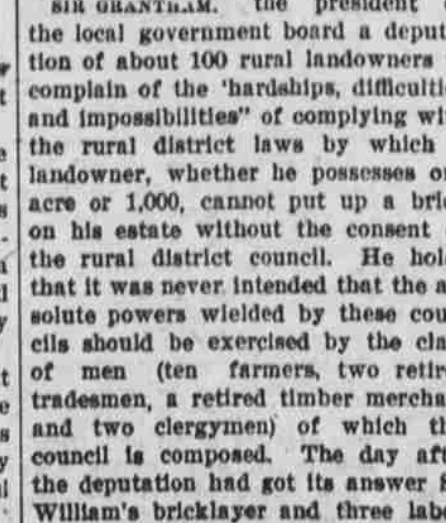 SIR GRANTHAM. the president
the local government board a deput
tion of about 100 rural landowners
complain of the 'hardships, difficulti
and impossibilities" of complying wi
the rural district laws by which
landowner, whether he possesses o
acre or 1,000, cannot put up a bri
on his estate without the consent
the rural district council. He hol
that it was never intended that the a
solute powers wielded by these cou
cils should be exercised by the cla
of men (ten farmers, two retir
tradesmen, a retired timber mercha
and two clergymen) of which th
council is composed. The day aft
the deputation had got its answer S
William's bricklayer and three lab